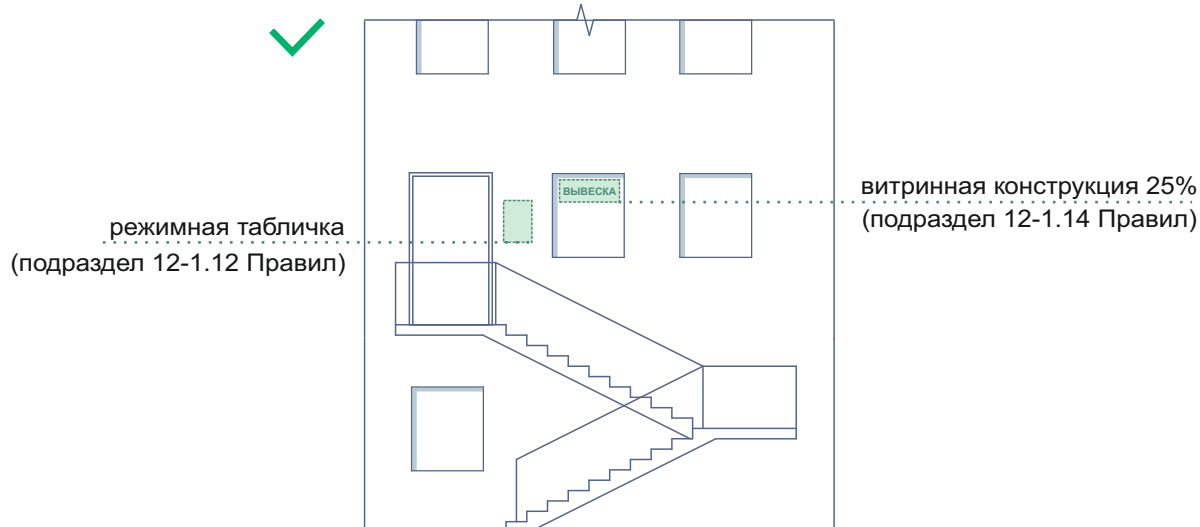 ВЫВЕСКА
витринная конструкция 25%
(подраздел 12-1.14 Правил)
режимная табличка
(подраздел 12-1.12 Правил)